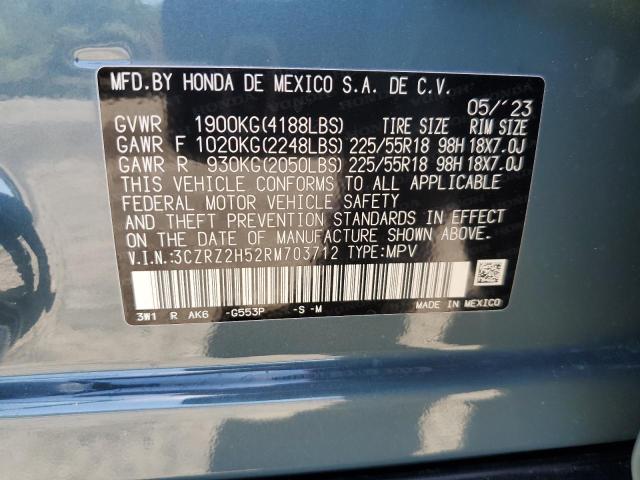 MFD.BY HONDA DE MEXICO S.A. DE C.V.
05/'23
GVWR 1900KG(4188LBS) TIRE SIZE RIM SIZE
GAWR F 1020KG(2248LBS) 225/55R18 98H 18X7.0J
GAWR R 930KG(2050LBS) 225/55R18 98H 18X7.0J
THIS VEHICLE CONFORMS TO ALL APPLICABLE
FEDERAL MOTOR VEHICLE SAFETY
AND THEFT PREVENTION STANDARDS IN EFFECT
ON THE DATE OF MANUFACTURE SHOWN ABOVE.
V.I.N.:3CZRZ2H52RM703712 TYPE:MPV
3W1 R AK6 -G553P -S -M MADE IN MEXICO